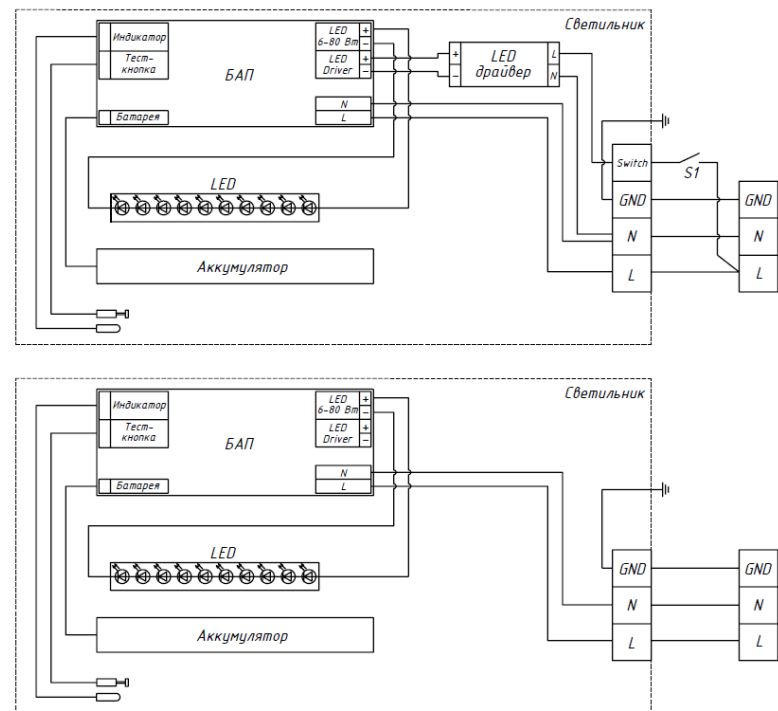 Светильник
Индикатор
Тест-
кнопка
БАП
LED
6-80 Вт
+
−
LED
Driver
+
−
+
−
LED
драйвер
L
N
Батарея
N
L
LED
Аккумулятор
Switch
S1
GND
GND
N
N
L
L
Светильник
Индикатор
Тест-
кнопка
БАП
LED
6-80 Вт
+
−
LED
Driver
+
−
Батарея
N
L
LED
Аккумулятор
GND
GND
N
N
L
L